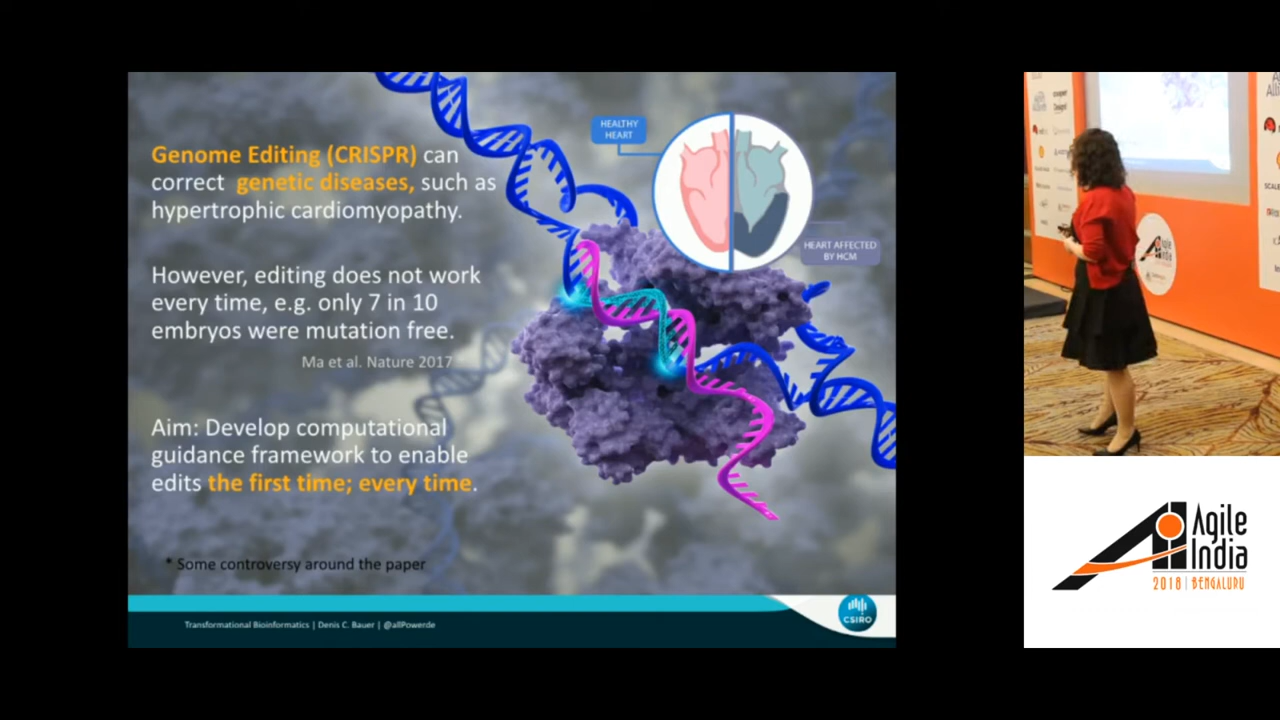 Genome Editing (CRISPR) can
correct genetic diseases, such as
hypertrophic cardiomyopathy.
However, editing does not work
every time, e.g. only 7 in 10
embryos were mutation free.
Ma et al. Nature 2017
Aim: Develop computational
guidance framework to enable
edits the first time; every time.
* Some controversy around the paper
HEALTHY
HEART
HEART AFFECTED
BY HCM
Transformational Bioinformatics | Denis C. Bauer | @allPowerde
CSIRO
Agile
India
Agile
India
2018 | BENGALURU